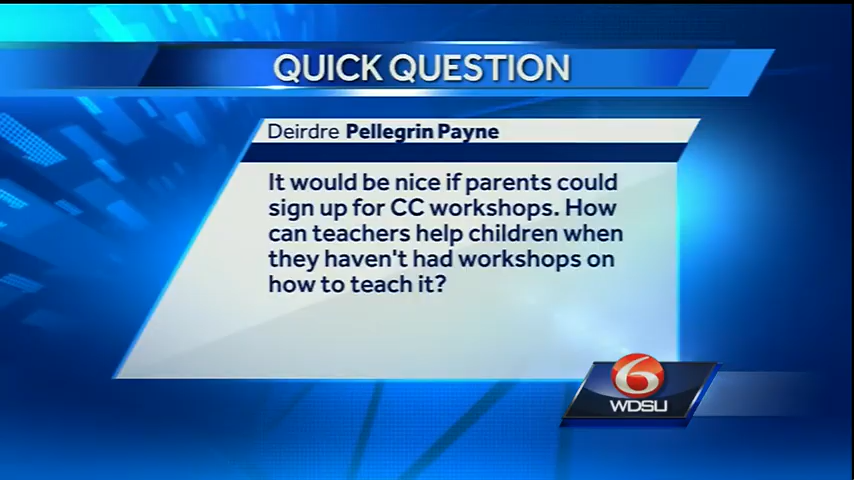 QUICK QUESTION
Deirdre Pellegrin Payne
It would be nice if parents could
sign up for CC workshops. How
can teachers help children when
they haven't had workshops on
how to teach it?
6
WDSU